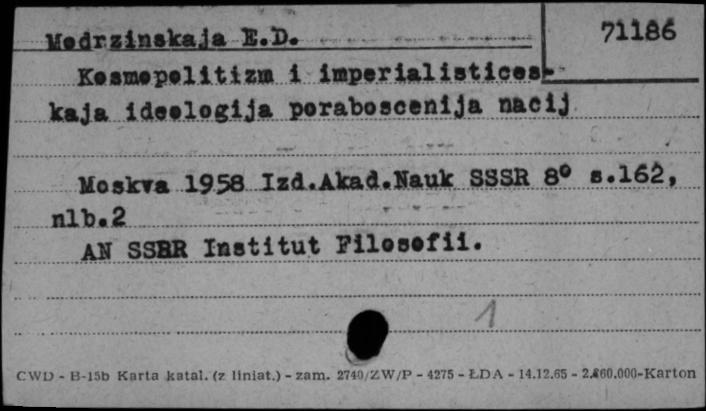 71186
Modrzinskaja E.D.
Kosmopolitizm i imperialistices-
kaja ideologija poraboscenija nacij
Moskva 1958 Izd.Akad.Nauk SSSR 8° s.162,
nlb.2
AN SSSR Institut Filosofii.
1
CWD - B-15b Karta katal. (z liniat.) - zam. 2740/ZW/P - 4275 - ŁDA - 14.12.65 - 2.860.000-Karton